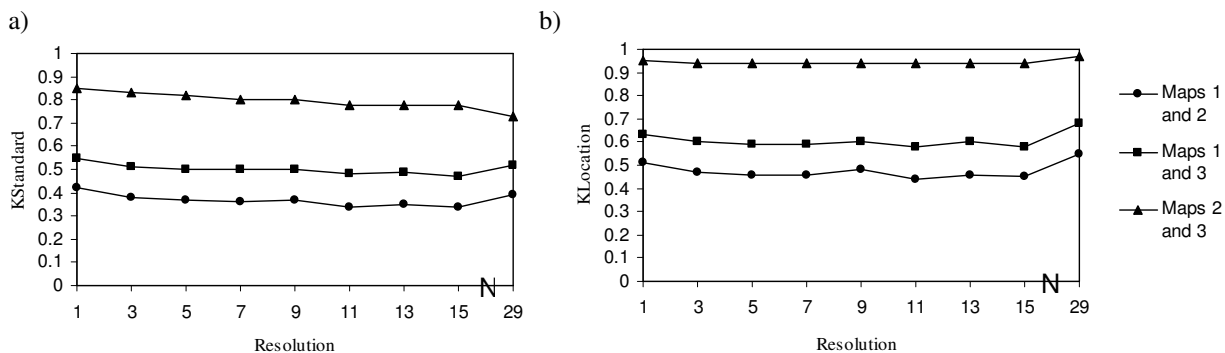 a)
1
0.9
0.8
0.7
0.6
0.5
0.4
0.3
0.2
0.1
0
KStandard
1 3 5 7 9 11 13 15 N 29
Resolution
b)
1
0.9
0.8
0.7
0.6
0.5
0.4
0.3
0.2
0.1
0
KLocation
1 3 5 7 9 11 13 15 N 29
Resolution
Maps 1
and 2
Maps 1
and 3
Maps 2
and 3